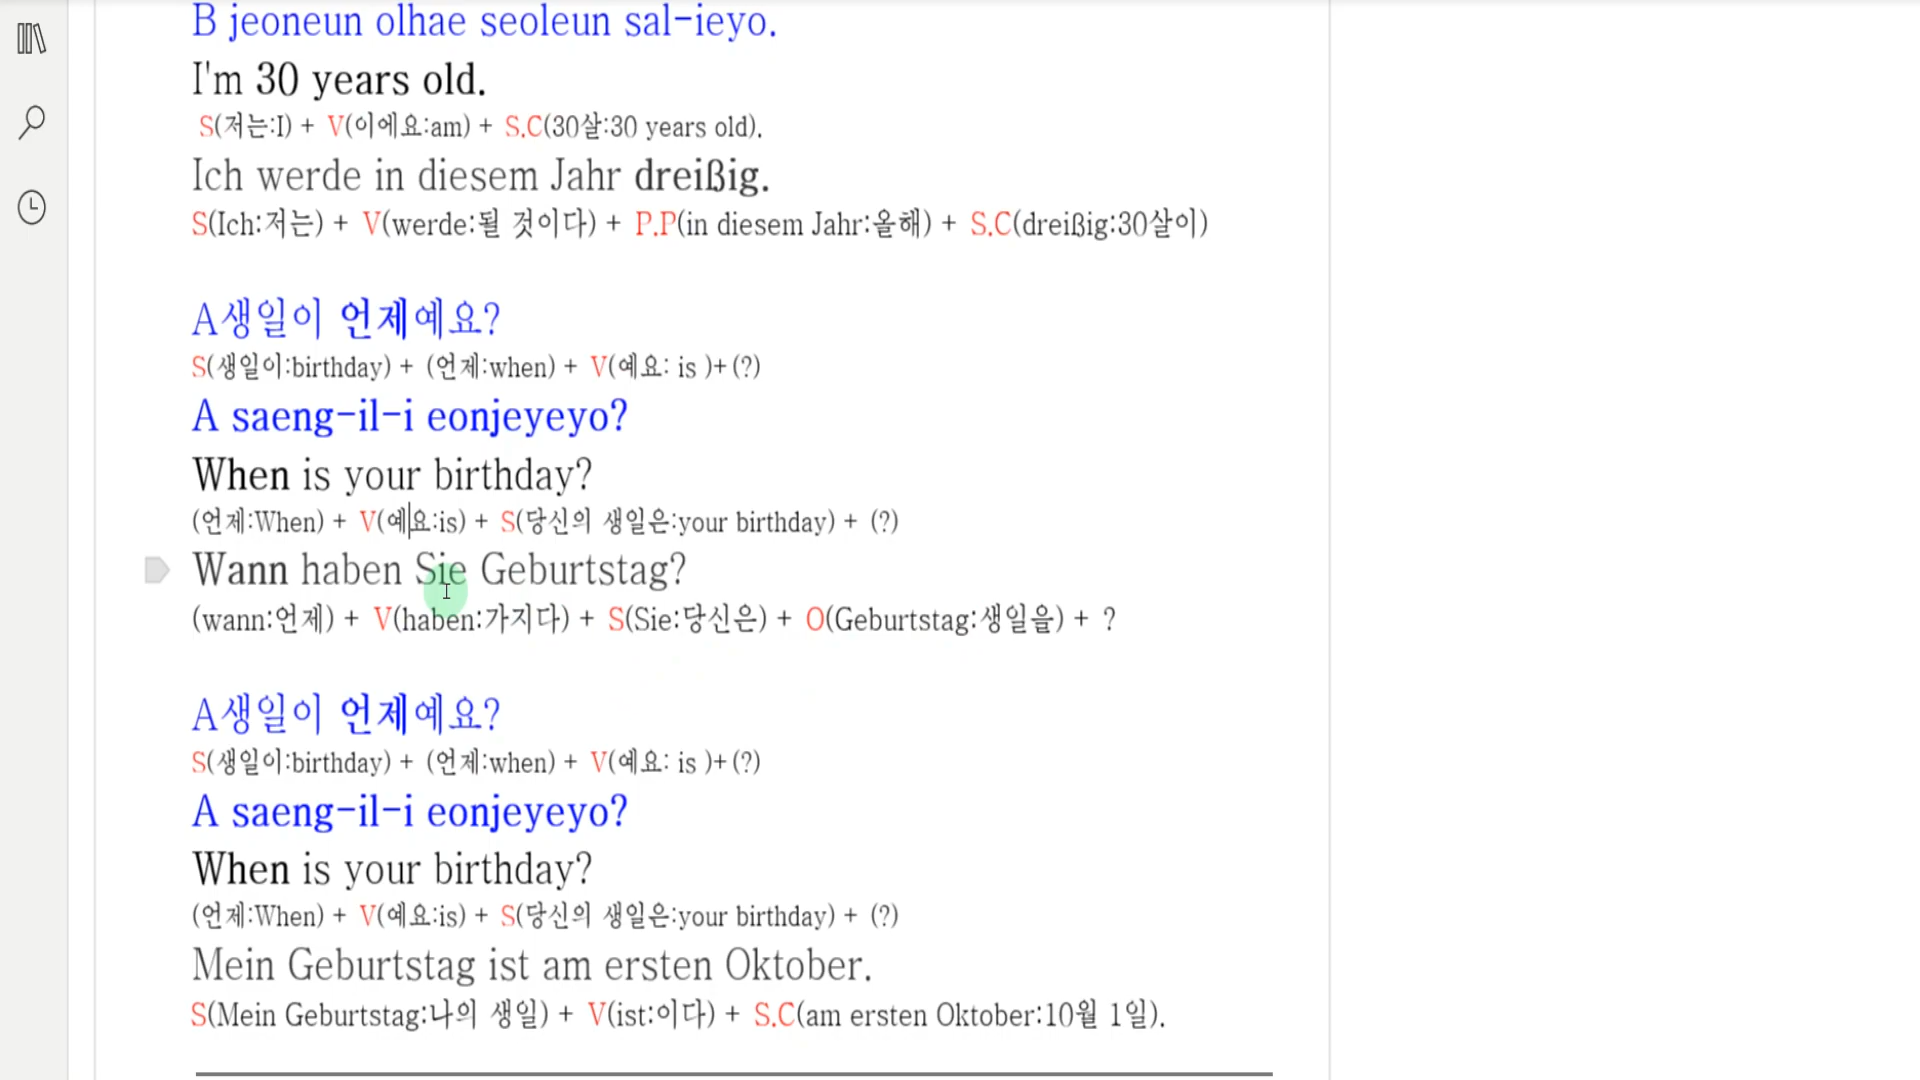 B jeoneun olhae seoleun sal-ieyo.
I'm 30 years old.
S(저는:I) + V(이에요:am) + S.C(30살:30 years old).
Ich werde in diesem Jahr dreißig.
S(Ich:저는) + V(werde:될 것이다) + P.P(in diesem Jahr:올해) + S.C(dreißig:30살이)
A생일이 언제예요?
S(생일이:birthday) + (언제:when) + V(예요: is )+(?)
A saeng-il-i eonjeyeyo?
When is your birthday?
(언제:When) + V(예요:is) + S(당신의 생일은:your birthday) + (?)
Wann haben Sie Geburtstag?
(wann:언제) + V(haben:가지다) + S(Sie:당신은) + O(Geburtstag:생일을) + ?
A생일이 언제예요?
S(생일이:birthday) + (언제:when) + V(예요: is )+(?)
A saeng-il-i eonjeyeyo?
When is your birthday?
(언제:When) + V(예요:is) + S(당신의 생일은:your birthday) + (?)
Mein Geburtstag ist am ersten Oktober.
S(Mein Geburtstag:나의 생일) + V(ist:이다) + S.C(am ersten Oktober:10월 1일).